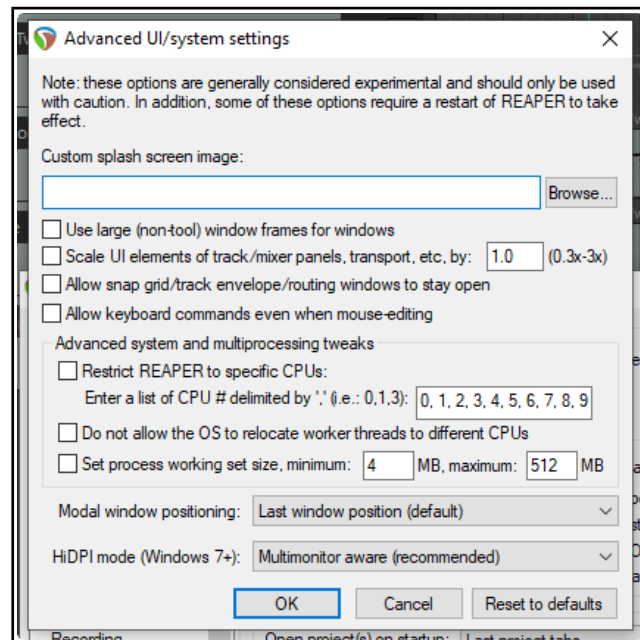 Advanced UI/system settings
Note: these options are generally considered experimental and should only be used
with caution. In addition, some of these options require a restart of REAPER to take
effect.
Custom splash screen image:
Browse...
Use large (non-tool) window frames for windows
Scale UI elements of track/mixer panels, transport, etc, by: 1.0 (0.3x-3x)
Allow snap grid/track envelope/routing windows to stay open
Allow keyboard commands even when mouse-editing
Advanced system and multiprocessing tweaks
Restrict REAPER to specific CPUs:
Enter a list of CPU # delimited by ',' (i.e.: 0,1,3): 0, 1, 2, 3, 4, 5, 6, 7, 8, 9
Do not allow the OS to relocate worker threads to different CPUs
Set process working set size, minimum: 4 MB, maximum: 512 MB
Modal window positioning: Last window position (default)
HiDPI mode (Windows 7+): Multimonitor aware (recommended)
OK Cancel Reset to defaults
Recording Open project(s) on startup: Last project tabs